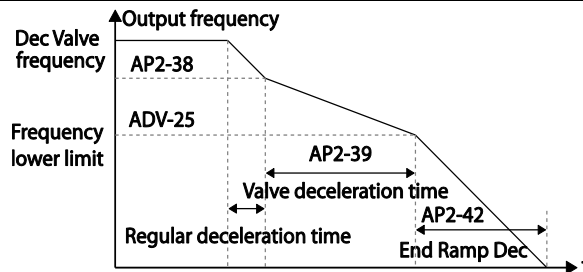 Output frequency
Dec Valve
frequency
AP2-38
ADV-25
Frequency
lower limit
AP2-39
Valve deceleration time
AP2-42
Regular deceleration time
End Ramp Dec